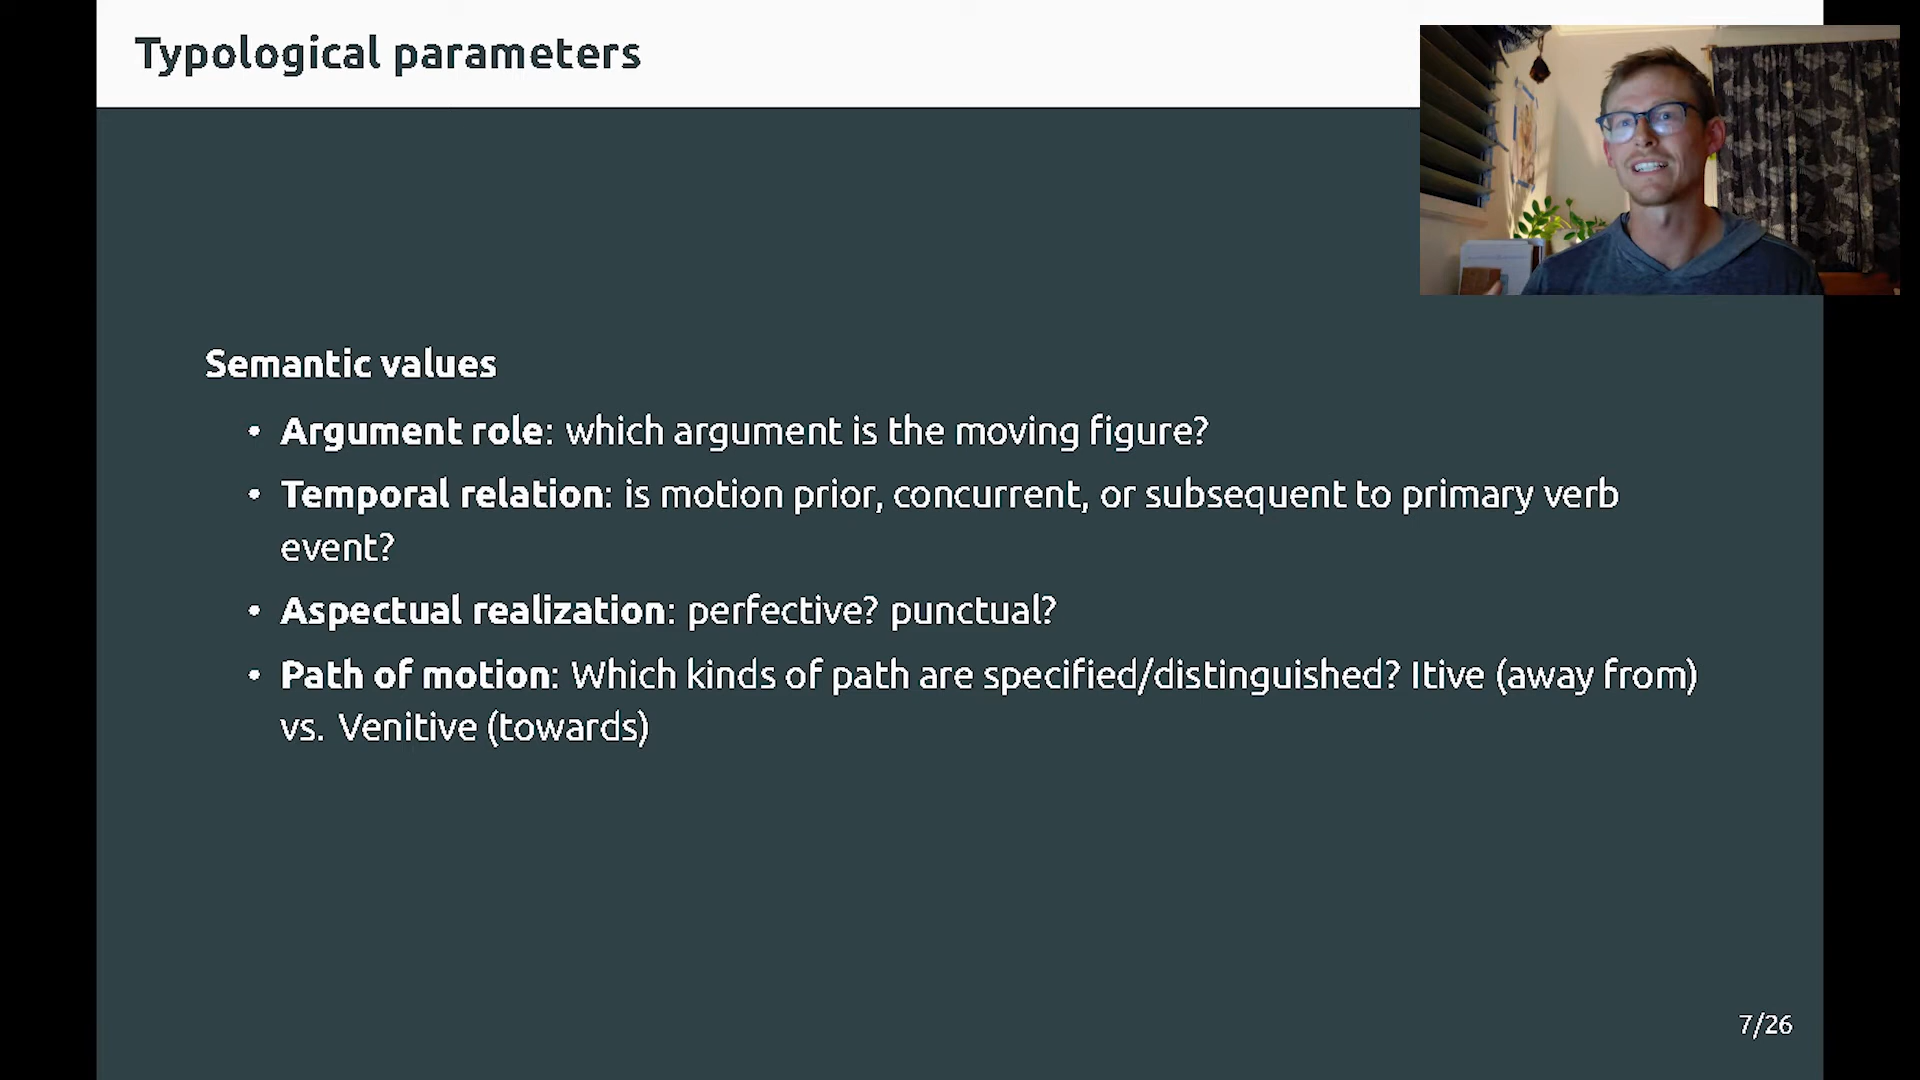 Typological parameters
Semantic values
• Argument role: which argument is the moving figure?
• Temporal relation: is motion prior, concurrent, or subsequent to primary verb
event?
• Aspectual realization: perfective? punctual?
• Path of motion: Which kinds of path are specified/distinguished? Itive (away from)
vs. Venitive (towards)
7/26